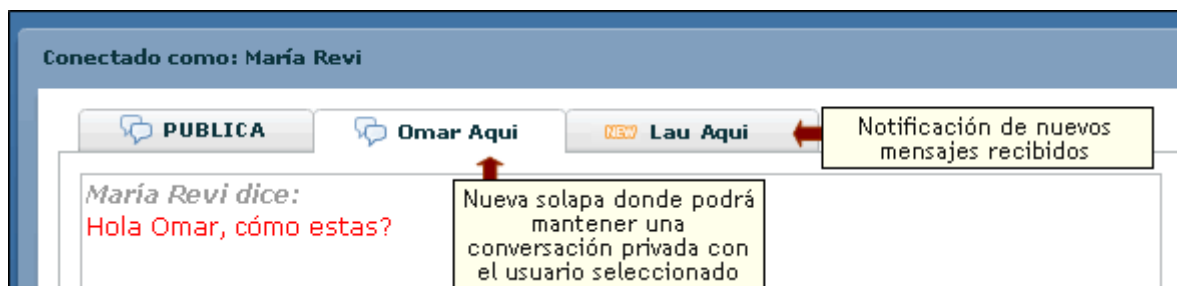 Conectado como: María Revi
PUBLICA
Omar Aqui
NEW Lau Aqui
Notificación de nuevos
mensajes recibidos
María Revi dice:
Hola Omar, cómo estas?
Nueva solapa donde podrá
mantener una
conversación privada con
el usuario seleccionado